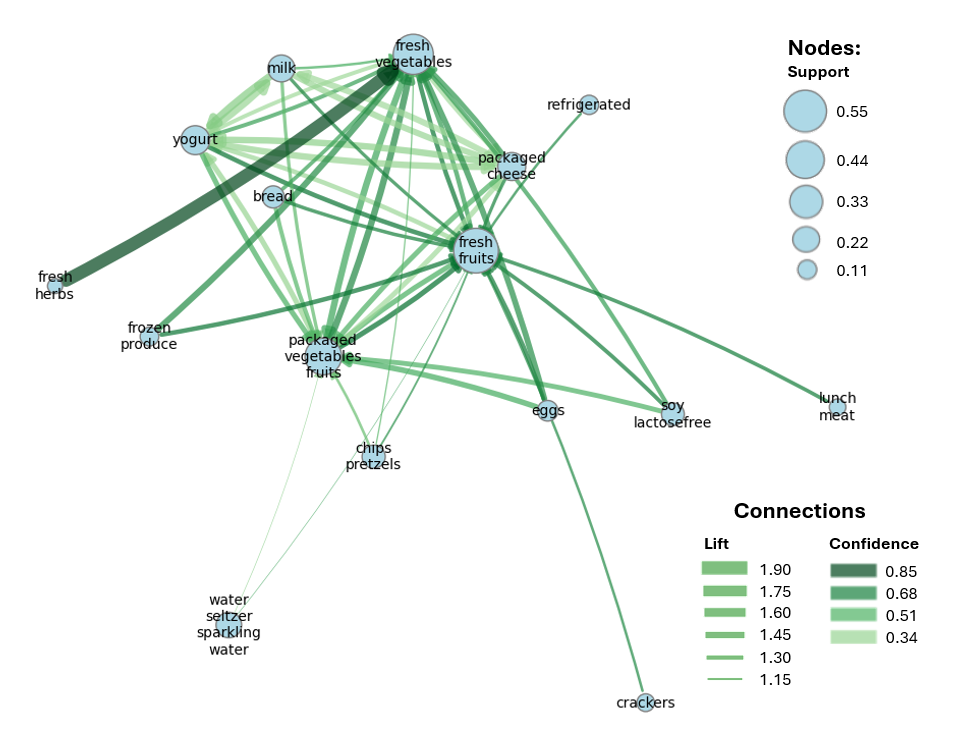 fresh
vegetables
milk
refrigerated
yogurt
packaged
cheese
bread
fresh
fruits
fresh
herbs
frozen
produce
packaged
vegetables
fruits
eggs
soy
lactosefree
lunch
meat
chips
pretzels
water
seltzer
sparkling
water
crackers
Nodes:
Support
0.55
0.44
0.33
0.22
0.11
Connections
Lift
1.90
1.75
1.60
1.45
1.30
1.15
Confidence
0.85
0.68
0.51
0.34